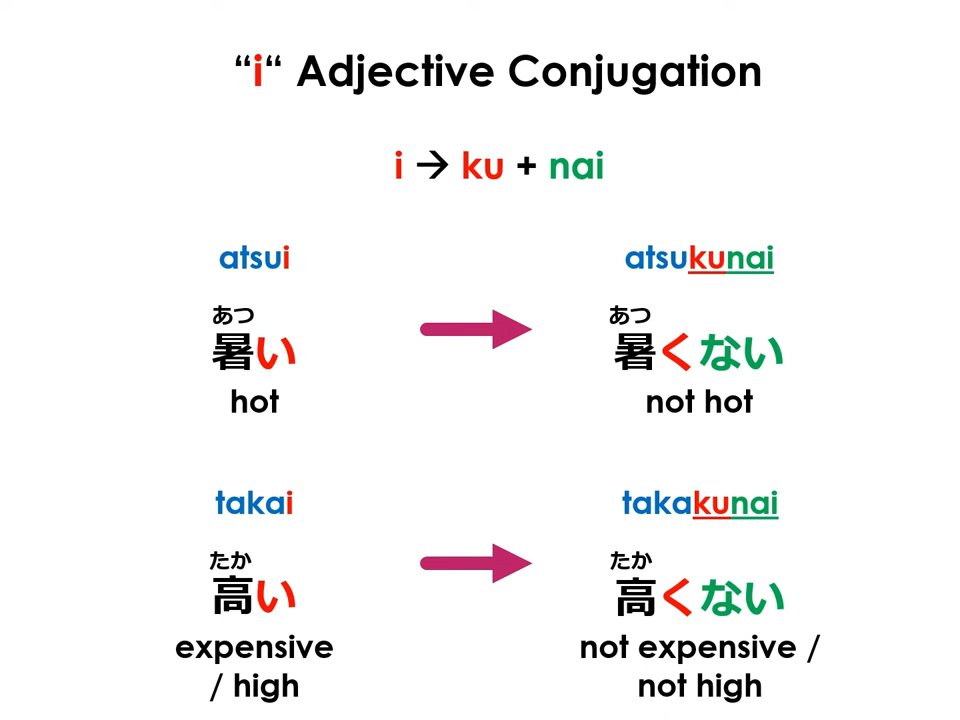 “i“ Adjective Conjugation
i → ku + nai
atsui
atsukunai
あつ
暑い
あつ
暑くない
hot
not hot
takai
takakunai
たか
高い
たか
高くない
expensive
/ high
not expensive /
not high